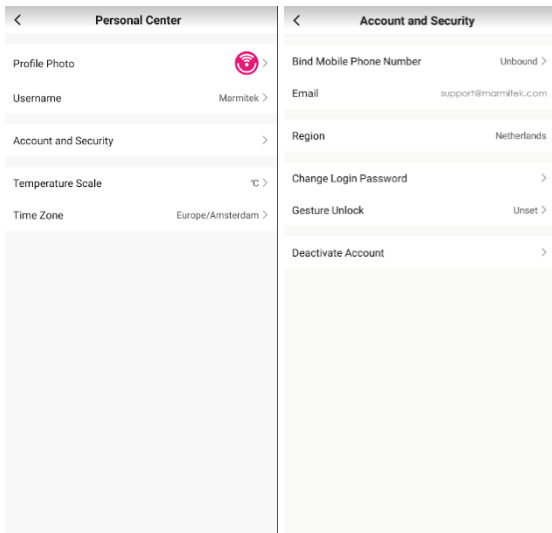 Personal Center
Profile Photo
Username Marmitek
Account and Security
Temperature Scale °C
Time Zone Europe/Amsterdam
Account and Security
Bind Mobile Phone Number Unbound
Email support@marmitek.com
Region Netherlands
Change Login Password
Gesture Unlock Unset
Deactivate Account